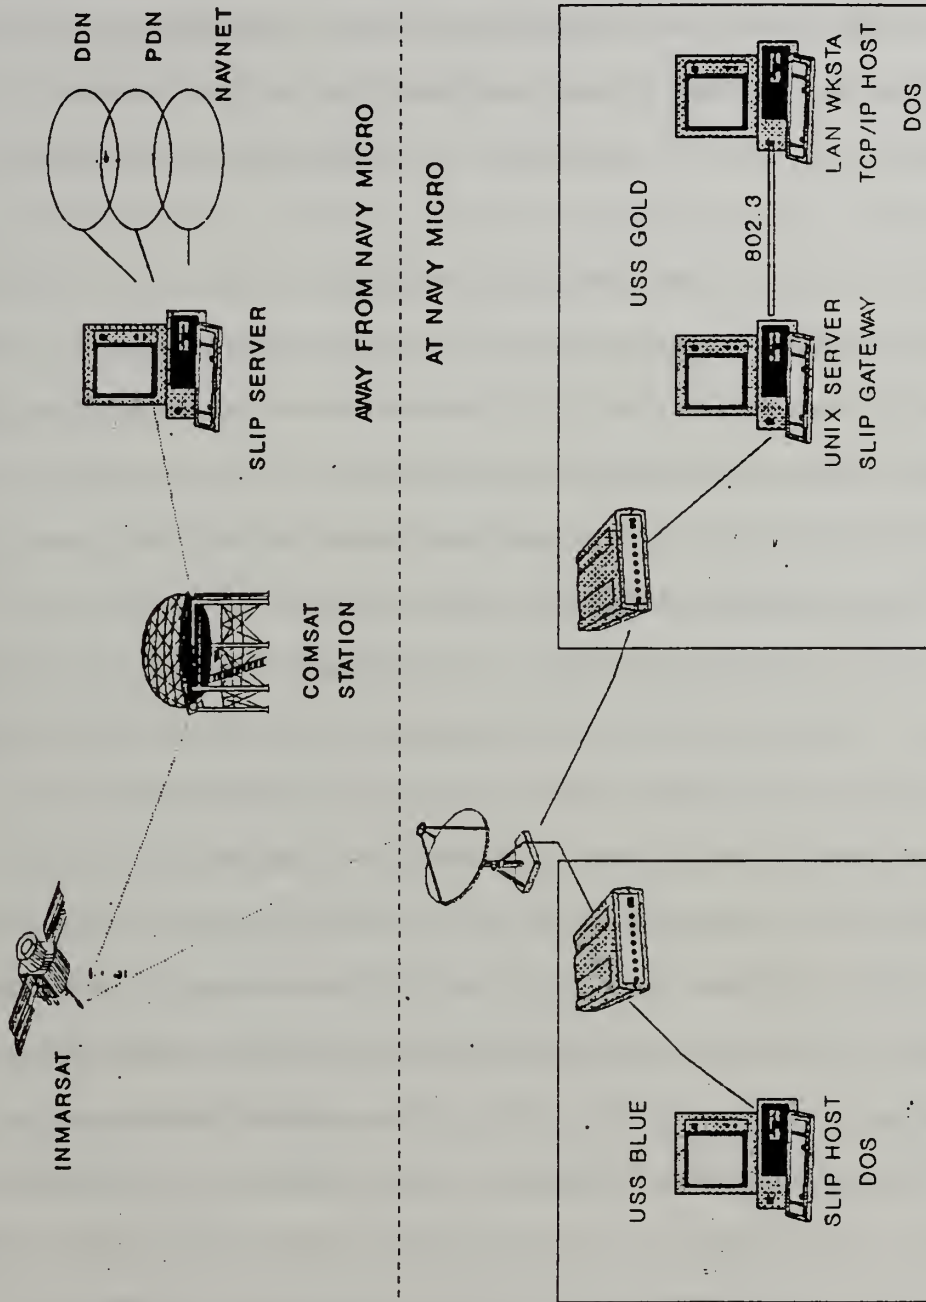 INMARSAT
COMSAT
STATION
SLIP SERVER
DDN
PDN
NAVNET
AWAY FROM NAVY MICRO
AT NAVY MICRO
USS BLUE
SLIP HOST
DOS
USS GOLD
802.3
UNIX SERVER
SLIP GATEWAY
LAN WKSTA
TCP/IP HOST
DOS